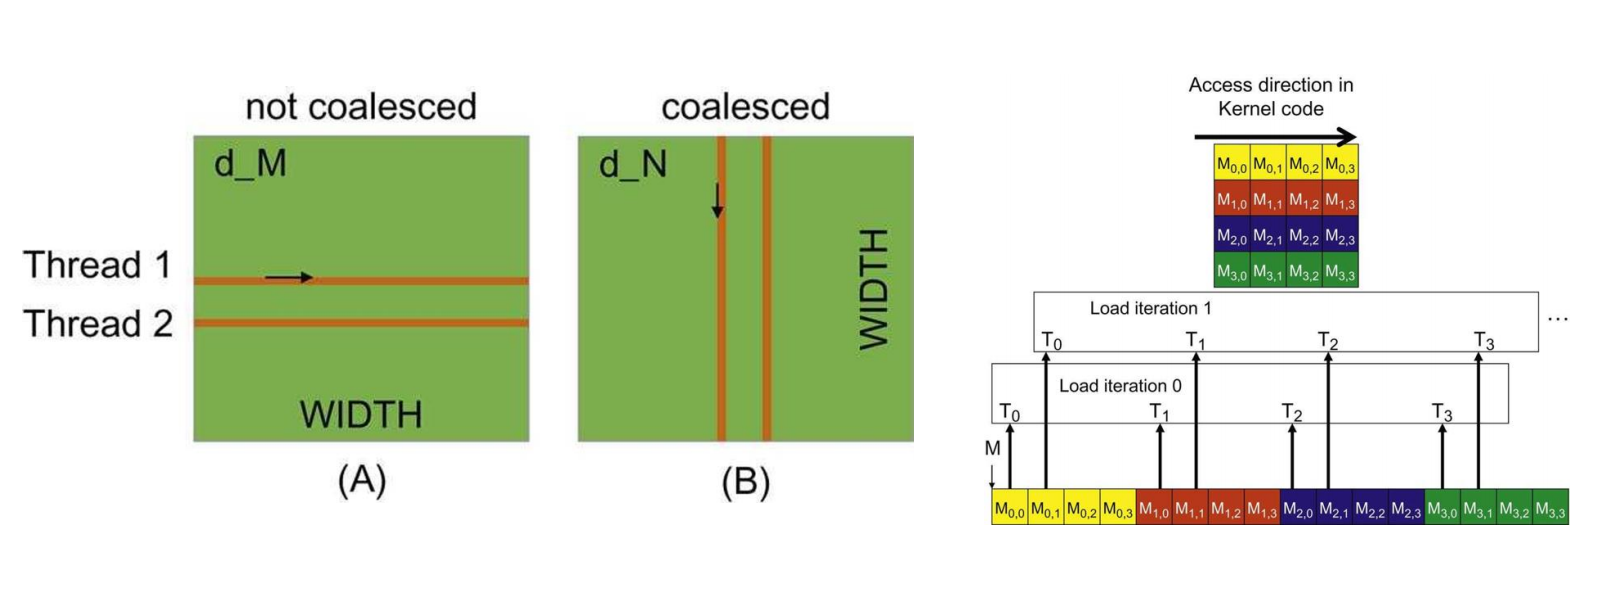 not coalesced
d_M
Thread 1
Thread 2
WIDTH
(A)
coalesced
d_N
WIDTH
(B)
Access direction in
Kernel code
M0,0 M0,1 M0,2 M0,3
M1,0 M1,1 M1,2 M1,3
M2,0 M2,1 M2,2 M2,3
M3,0 M3,1 M3,2 M3,3
Load iteration 1
...
T0 T1 T2 T3
Load iteration 0
T0 T1 T2 T3
M
M0,0 M0,1 M0,2 M0,3 M1,0 M1,1 M1,2 M1,3 M2,0 M2,1 M2,2 M2,3 M3,0 M3,1 M3,2 M3,3